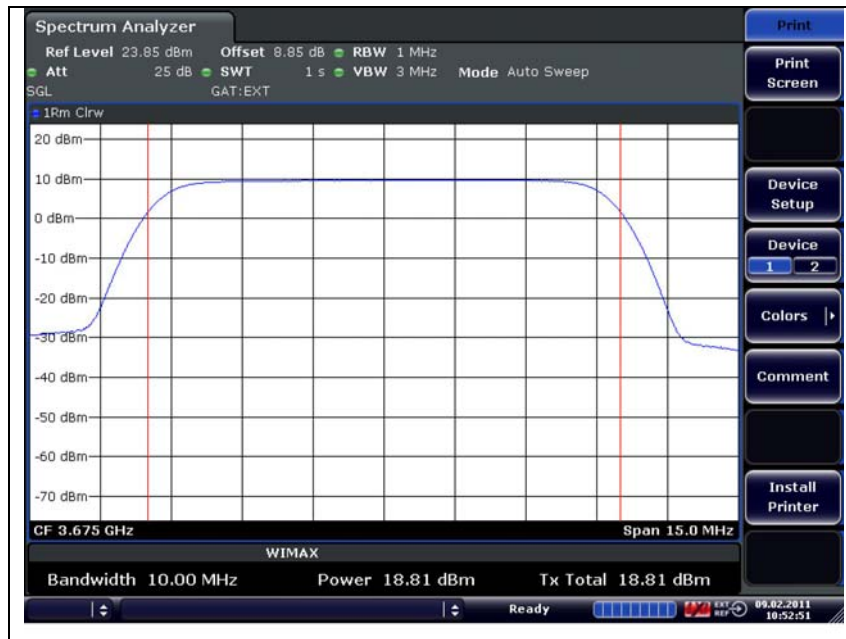 Spectrum Analyzer
Ref Level 23.85 dBm Offset 8.85 dB RBW 1 MHz
Att 25 dB SWT 1 s VBW 3 MHz Mode Auto Sweep
SGL GAT:EXT
1Rm Clrw
20 dBm
10 dBm
0 dBm
-10 dBm
-20 dBm
-30 dBm
-40 dBm
-50 dBm
-60 dBm
-70 dBm
CF 3.675 GHz Span 15.0 MHz
WIMAX
Bandwidth 10.00 MHz Power 18.81 dBm Tx Total 18.81 dBm
Ready EXT REF 09.02.2011
10:52:51
Print
Print
Screen
Device
Setup
Device
1 2
Colors
Comment
Install
Printer